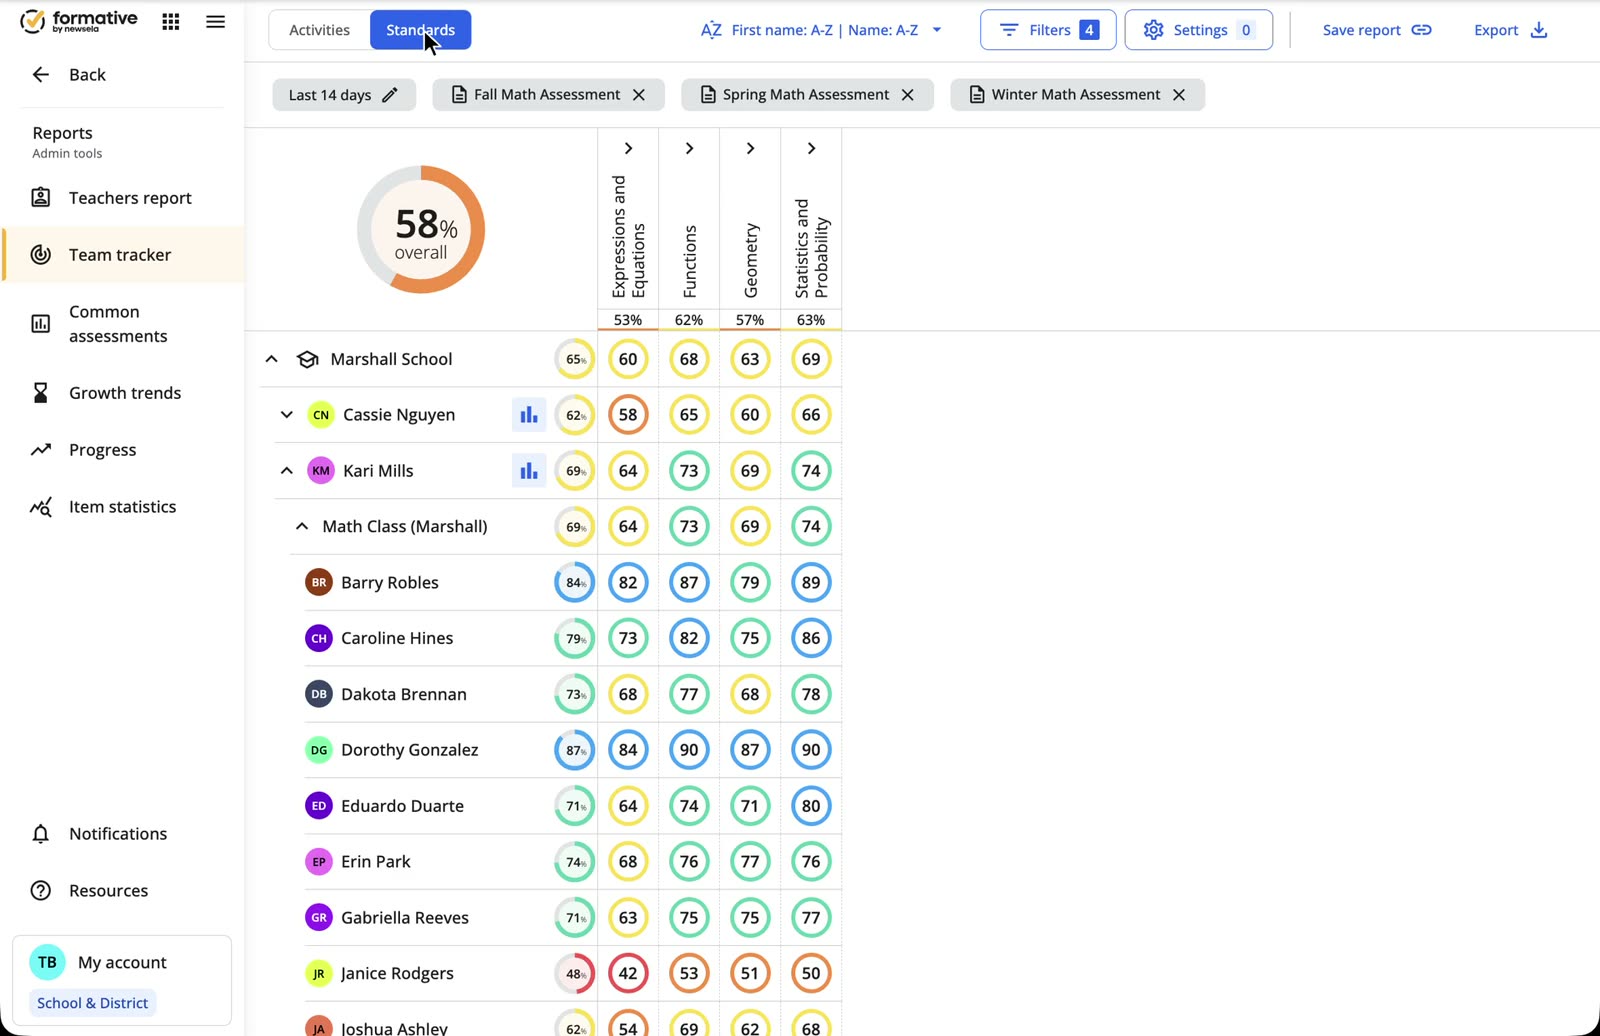 formative
by newsela
Activities
Standards
First name: A-Z | Name: A-Z
Filters 4
Settings 0
Save report
Export
Back
Last 14 days
Fall Math Assessment
Spring Math Assessment
Winter Math Assessment
Reports
Admin tools
Teachers report
Team tracker
Common
assessments
Growth trends
Progress
Item statistics
Notifications
Resources
TB My account
School & District
58%
overall
Expressions and
Equations
Functions
Geometry
Statistics and
Probability
53% 62% 57% 63%
Marshall School 65% 60 68 63 69
CN Cassie Nguyen 62% 58 65 60 66
KM Kari Mills 69% 64 73 69 74
Math Class (Marshall) 69% 64 73 69 74
BR Barry Robles 84% 82 87 79 89
CH Caroline Hines 79% 73 82 75 86
DB Dakota Brennan 73% 68 77 68 78
DG Dorothy Gonzalez 87% 84 90 87 90
ED Eduardo Duarte 71% 64 74 71 80
EP Erin Park 74% 68 76 77 76
GR Gabriella Reeves 71% 63 75 75 77
JR Janice Rodgers 48% 42 53 51 50
JA Joshua Ashley 62% 54 69 62 68